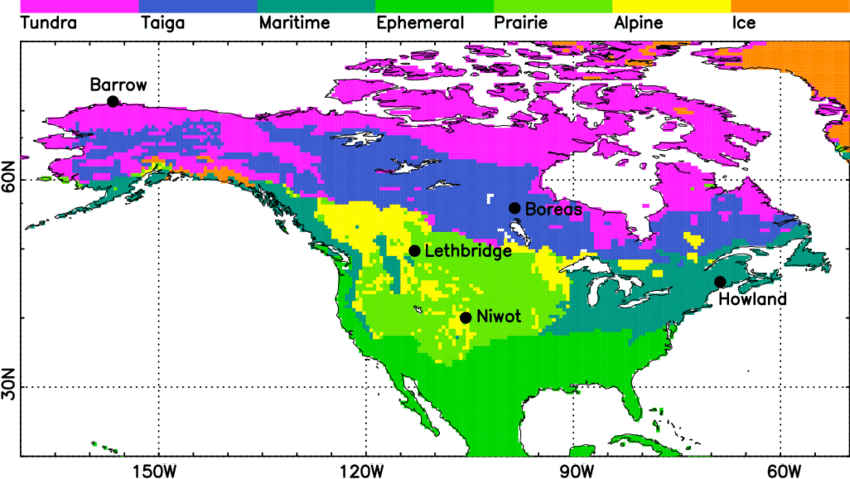 Tundra Taiga Maritime Ephemeral Prairie Alpine Ice
Barrow
60N
Boreas
Lethbridge
Howland
Niwot
30N
150W 120W 90W 60W